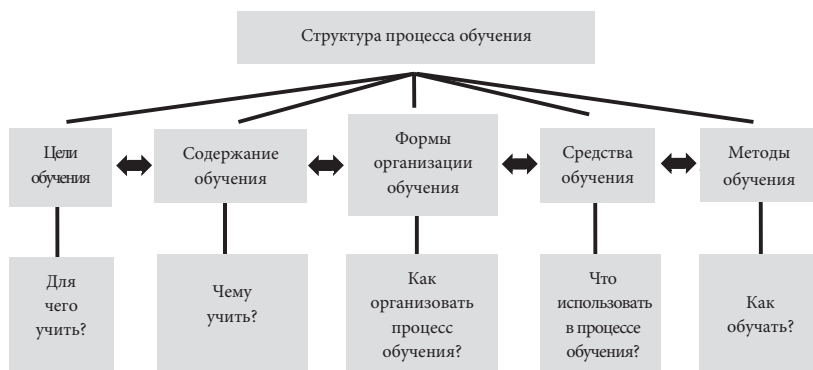 Структура процесса обучения
Цели
обучения
Содержание
обучения
Формы
организации
обучения
Средства
обучения
Методы
обучения
Для
чего
учить?
Чему
учить?
Как
организовать
процесс
обучения?
Что
использовать
в процессе
обучения?
Как
обучать?